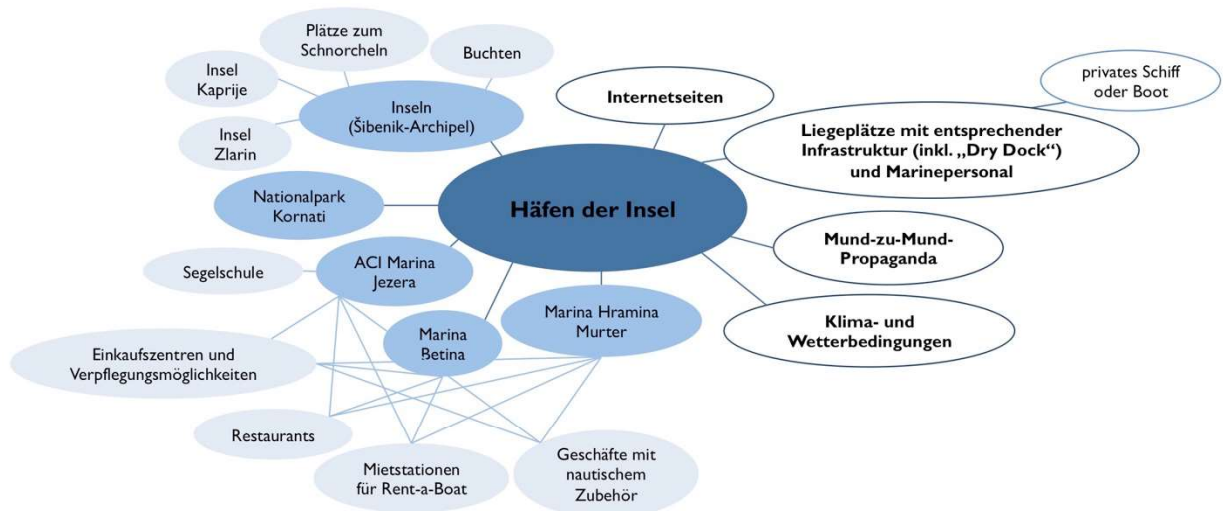 Plätze zum
Schnorcheln
Buchten
Insel
Kaprije
Inseln
(Šibenik-Archipel)
Insel
Zlarin
Internetseiten
privates Schiff
oder Boot
Liegeplätze mit entsprechender
Infrastruktur (inkl. „Dry Dock“)
und Marinepersonal
Nationalpark
Kornati
Häfen der Insel
Mund-zu-Mund-
Propaganda
Segelschule
ACI Marina
Jezera
Marina Hramina
Murter
Klima- und
Wetterbedingungen
Marina
Betina
Einkaufszentren und
Verpflegungsmöglichkeiten
Restaurants
Mietstationen
für Rent-a-Boat
Geschäfte mit
nautischem
Zubehör